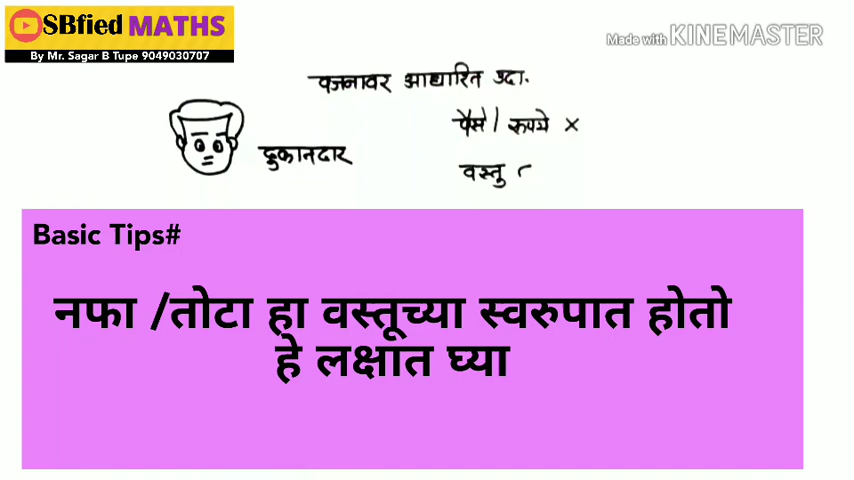 SBfied MATHS
By Mr. Sagar B Tupe 9049030707
Made with KINEMASTER
वजनावर आधारित उदा.
पैसे / रुपये ×
दुकानदार
वस्तू
Basic Tips#
नफा /तोटा हा वस्तूच्या स्वरुपात होतो
हे लक्षात घ्या